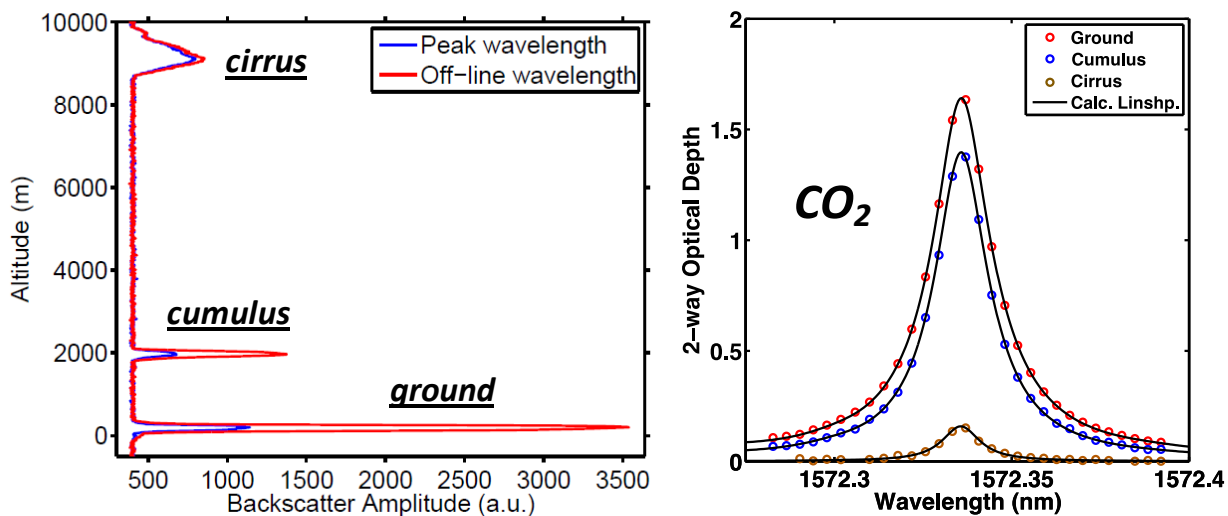 10000
8000
6000
4000
2000
0
Altitude (m)
500 1000 1500 2000 2500 3000 3500
Backscatter Amplitude (a.u.)
Peak wavelength
Off-line wavelength
cirrus
cumulus
ground
2
1.5
1
0.5
0
2-way Optical Depth
1572.3 1572.35 1572.4
Wavelength (nm)
Ground
Cumulus
Cirrus
Calc. Linshp.
CO₂